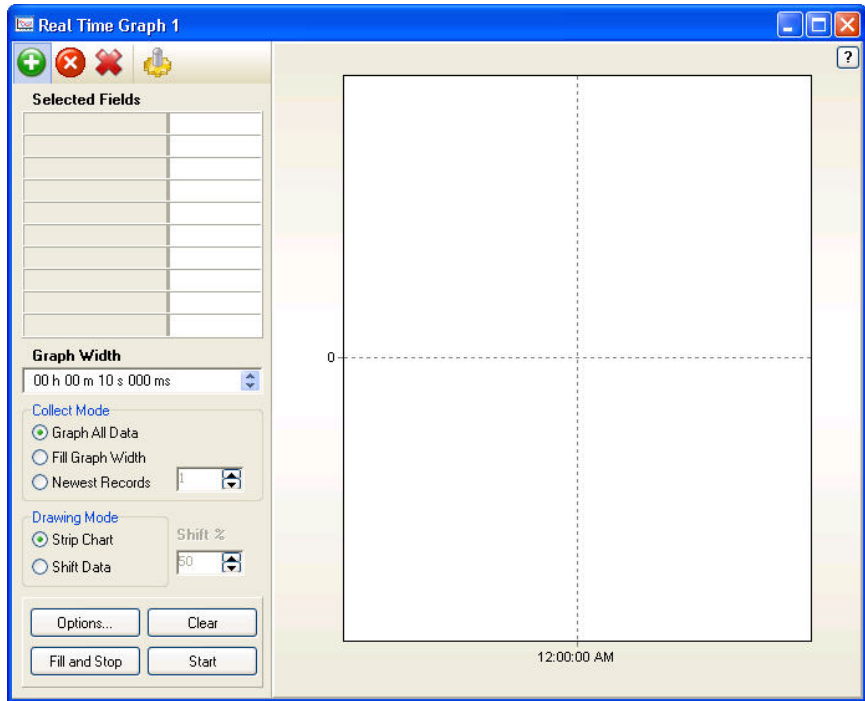 Real Time Graph 1
?
Selected Fields
Graph Width
00 h 00 m 10 s 000 ms
Collect Mode
Graph All Data
Fill Graph Width
Newest Records 1
Drawing Mode
Strip Chart
Shift %
Shift Data 50
Options... Clear
Fill and Stop Start
0
12:00:00 AM